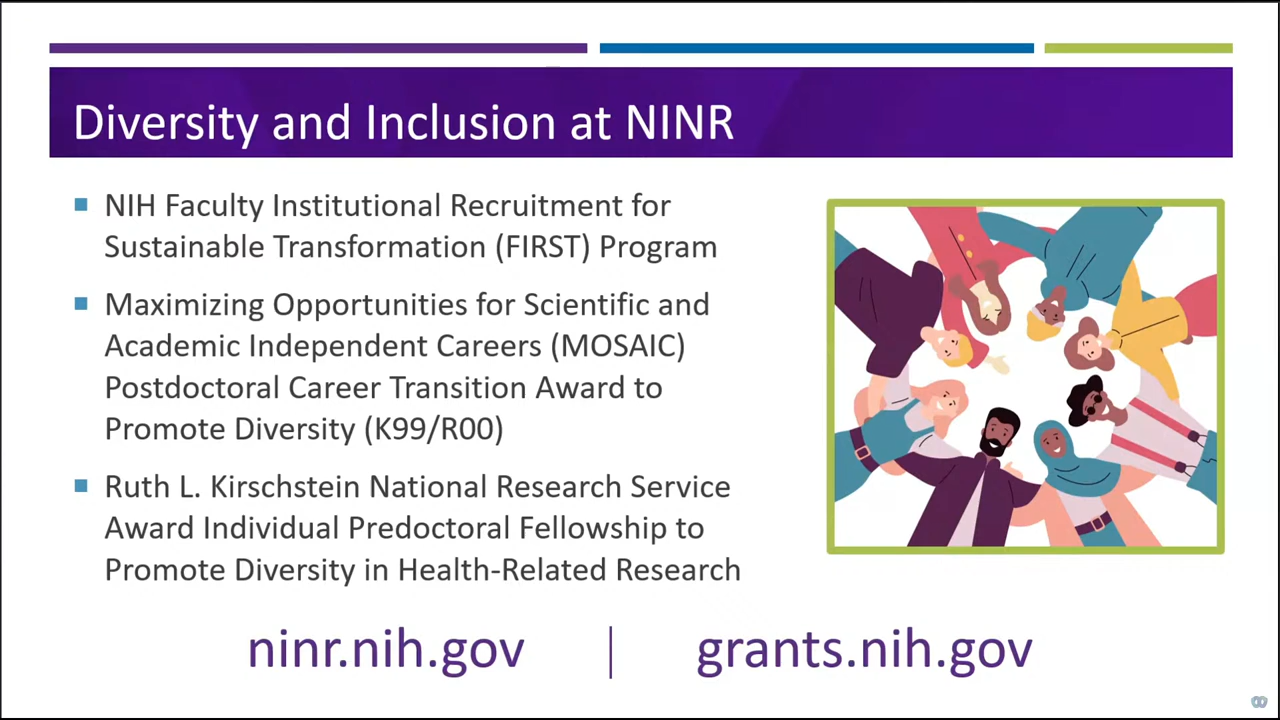 Diversity and Inclusion at NINR
NIH Faculty Institutional Recruitment for
Sustainable Transformation (FIRST) Program
Maximizing Opportunities for Scientific and
Academic Independent Careers (MOSAIC)
Postdoctoral Career Transition Award to
Promote Diversity (K99/R00)
Ruth L. Kirschstein National Research Service
Award Individual Predoctoral Fellowship to
Promote Diversity in Health-Related Research
ninr.nih.gov | grants.nih.gov